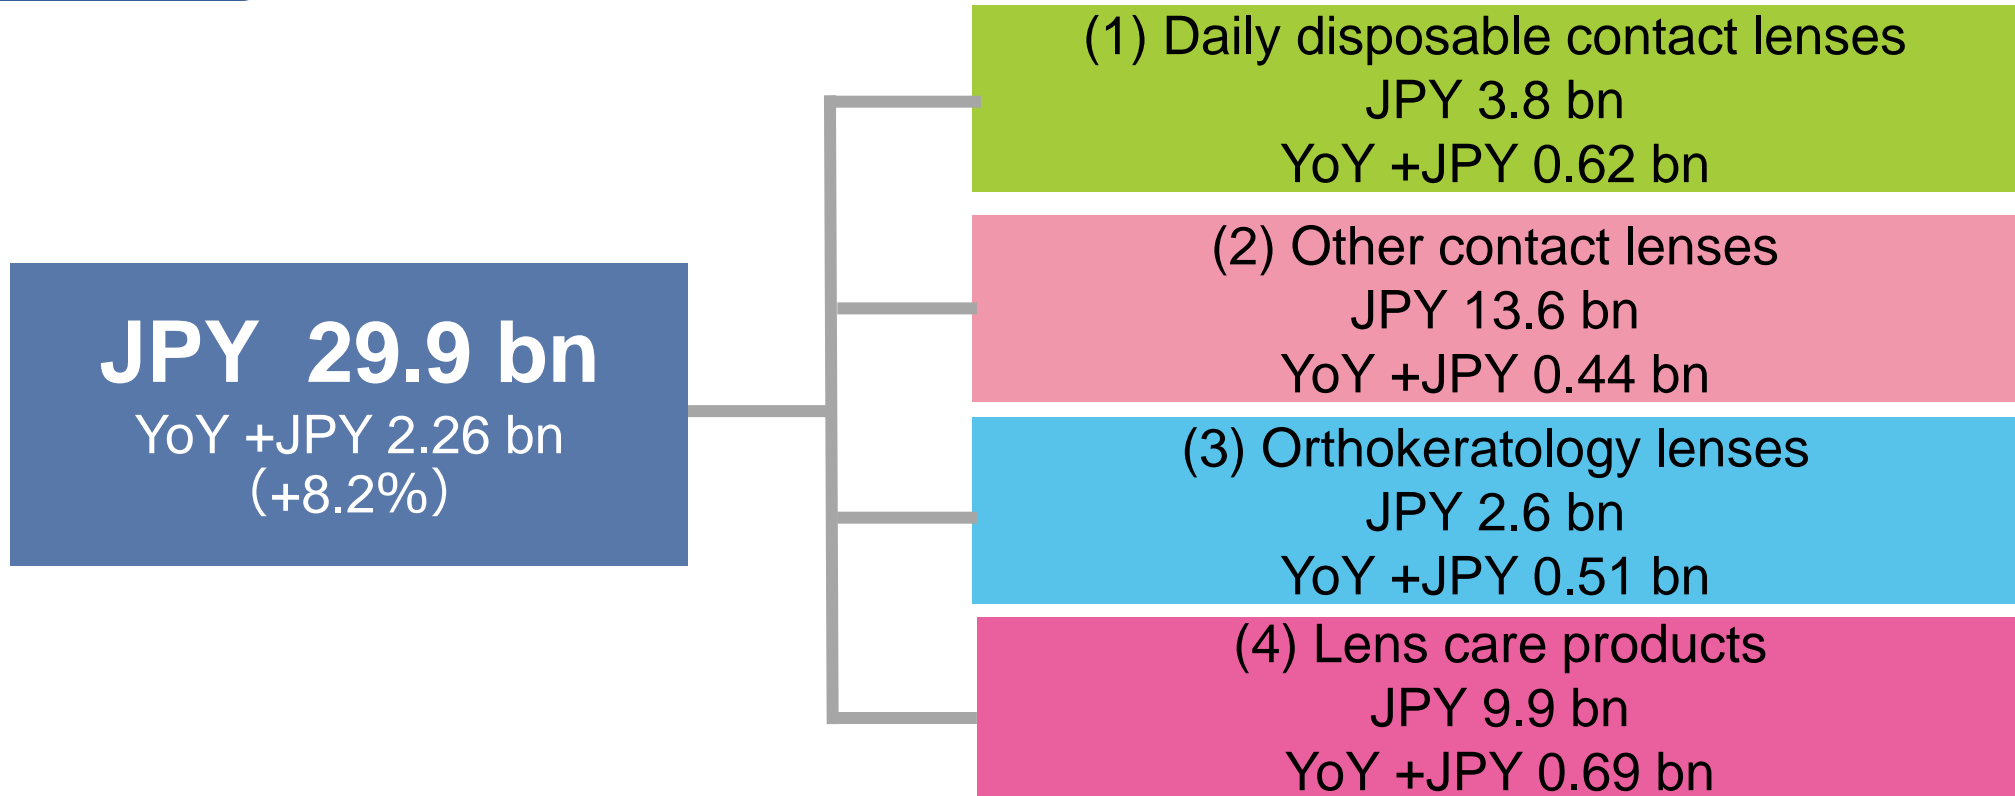 JPY  29.9 bn
YoY +JPY 2.26 bn
（+8.2%）
(1) Daily disposable contact lenses
JPY 3.8 bn
YoY +JPY 0.62 bn
(2) Other contact lenses
JPY 13.6 bn
YoY +JPY 0.44 bn
(3) Orthokeratology lenses
JPY 2.6 bn
YoY +JPY 0.51 bn
(4) Lens care products
JPY 9.9 bn
YoY +JPY 0.69 bn